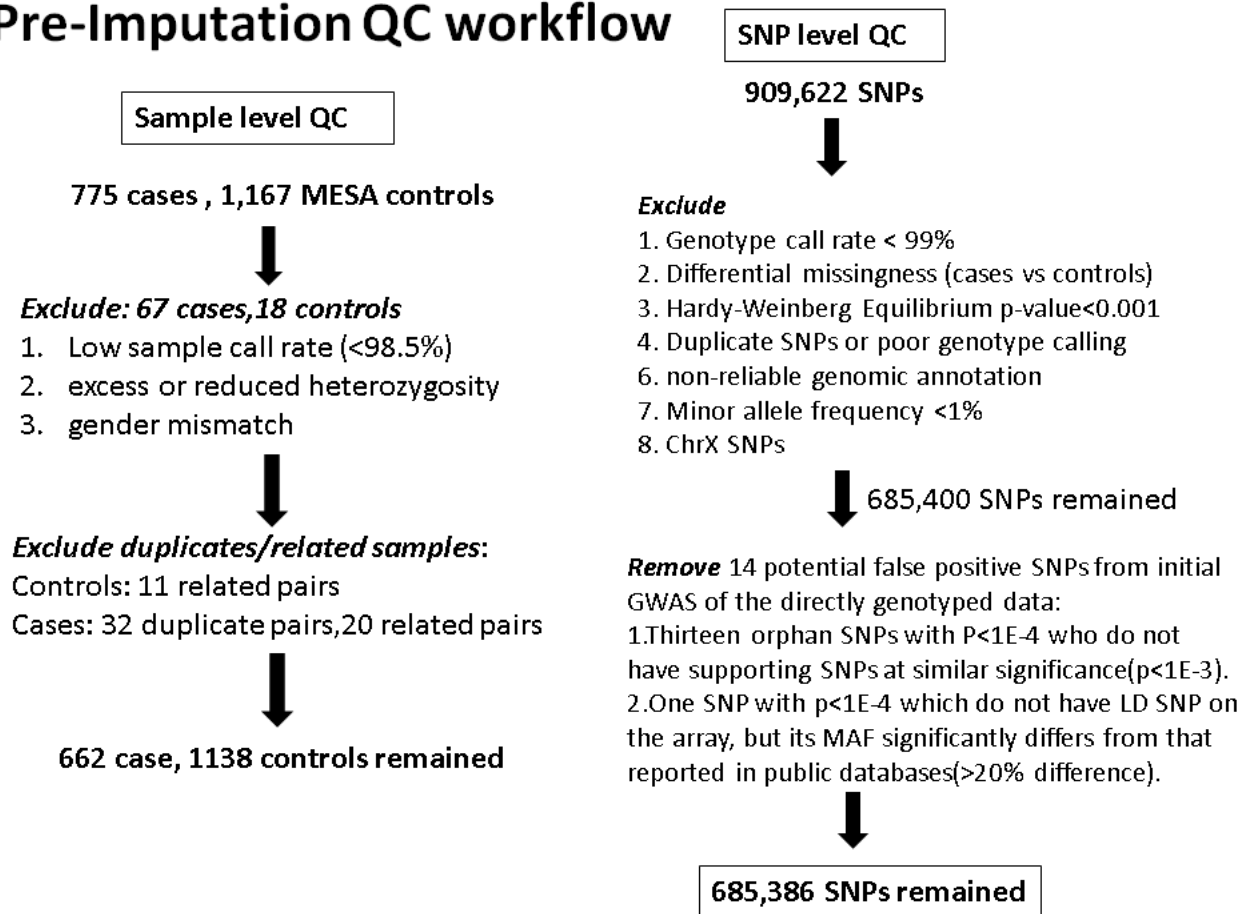 Pre-Imputation QC workflow
Sample level QC
775 cases , 1,167 MESA controls
Exclude: 67 cases,18 controls
1. Low sample call rate (<98.5%)
2. excess or reduced heterozygosity
3. gender mismatch
Exclude duplicates/related samples:
Controls: 11 related pairs
Cases: 32 duplicate pairs,20 related pairs
662 case, 1138 controls remained
SNP level QC
909,622 SNPs
Exclude
1. Genotype call rate < 99%
2. Differential missingness (cases vs controls)
3. Hardy-Weinberg Equilibrium p-value<0.001
4. Duplicate SNPs or poor genotype calling
6. non-reliable genomic annotation
7. Minor allele frequency <1%
8. ChrX SNPs
685,400 SNPs remained
Remove 14 potential false positive SNPs from initial
GWAS of the directly genotyped data:
1.Thirteen orphan SNPs with P<1E-4 who do not
have supporting SNPs at similar significance(p<1E-3).
2.One SNP with p<1E-4 which do not have LD SNP on
the array, but its MAF significantly differs from that
reported in public databases(>20% difference).
685,386 SNPs remained